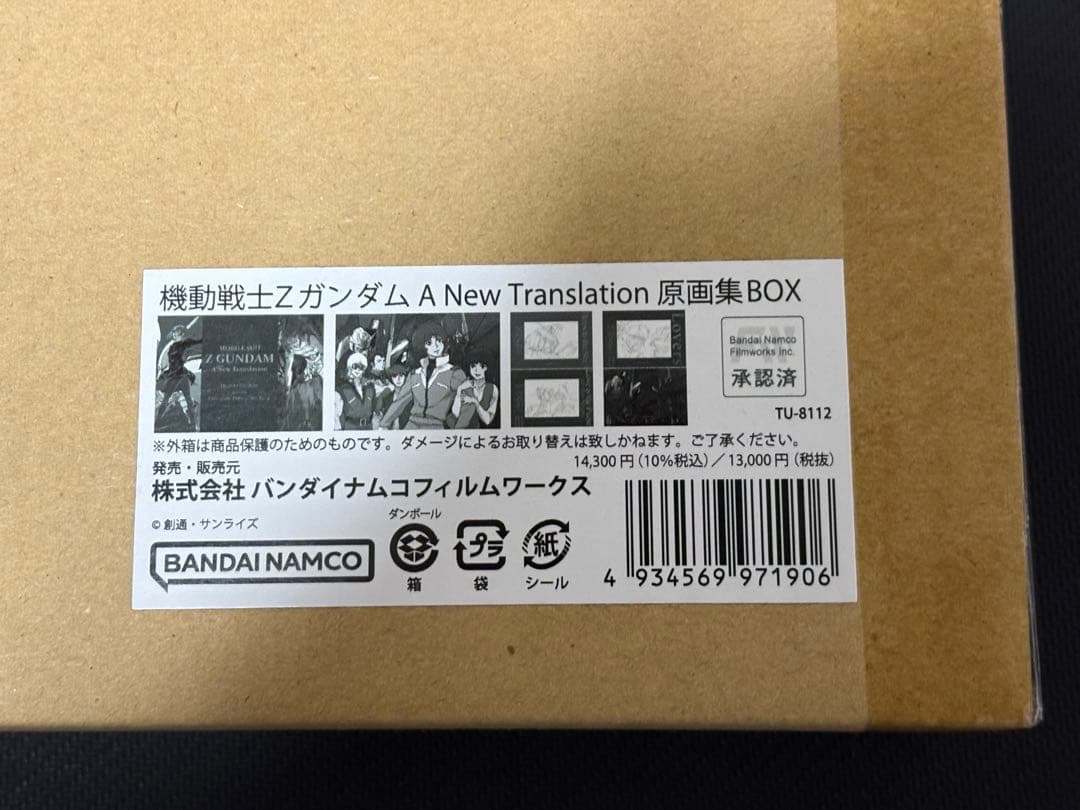 機動戦士Zガンダム A New Translation 原画集BOX
MOBILE SUIT
Z GUNDAM
A New Translation
LOVERS
Bandai Namco
Filmworks Inc.
承認済
TU-8112
※外箱は商品保護のためのものです。ダメージによるお取り替えは致しかねます。ご了承ください。
14,300円(10%税込)/13,000円(税抜)
発売・販売元
株式会社 バンダイナムコフィルムワークス
©創通・サンライズ
BANDAI NAMCO
ダンボール
箱
プラ
袋
紙
シール
4 934569 971906